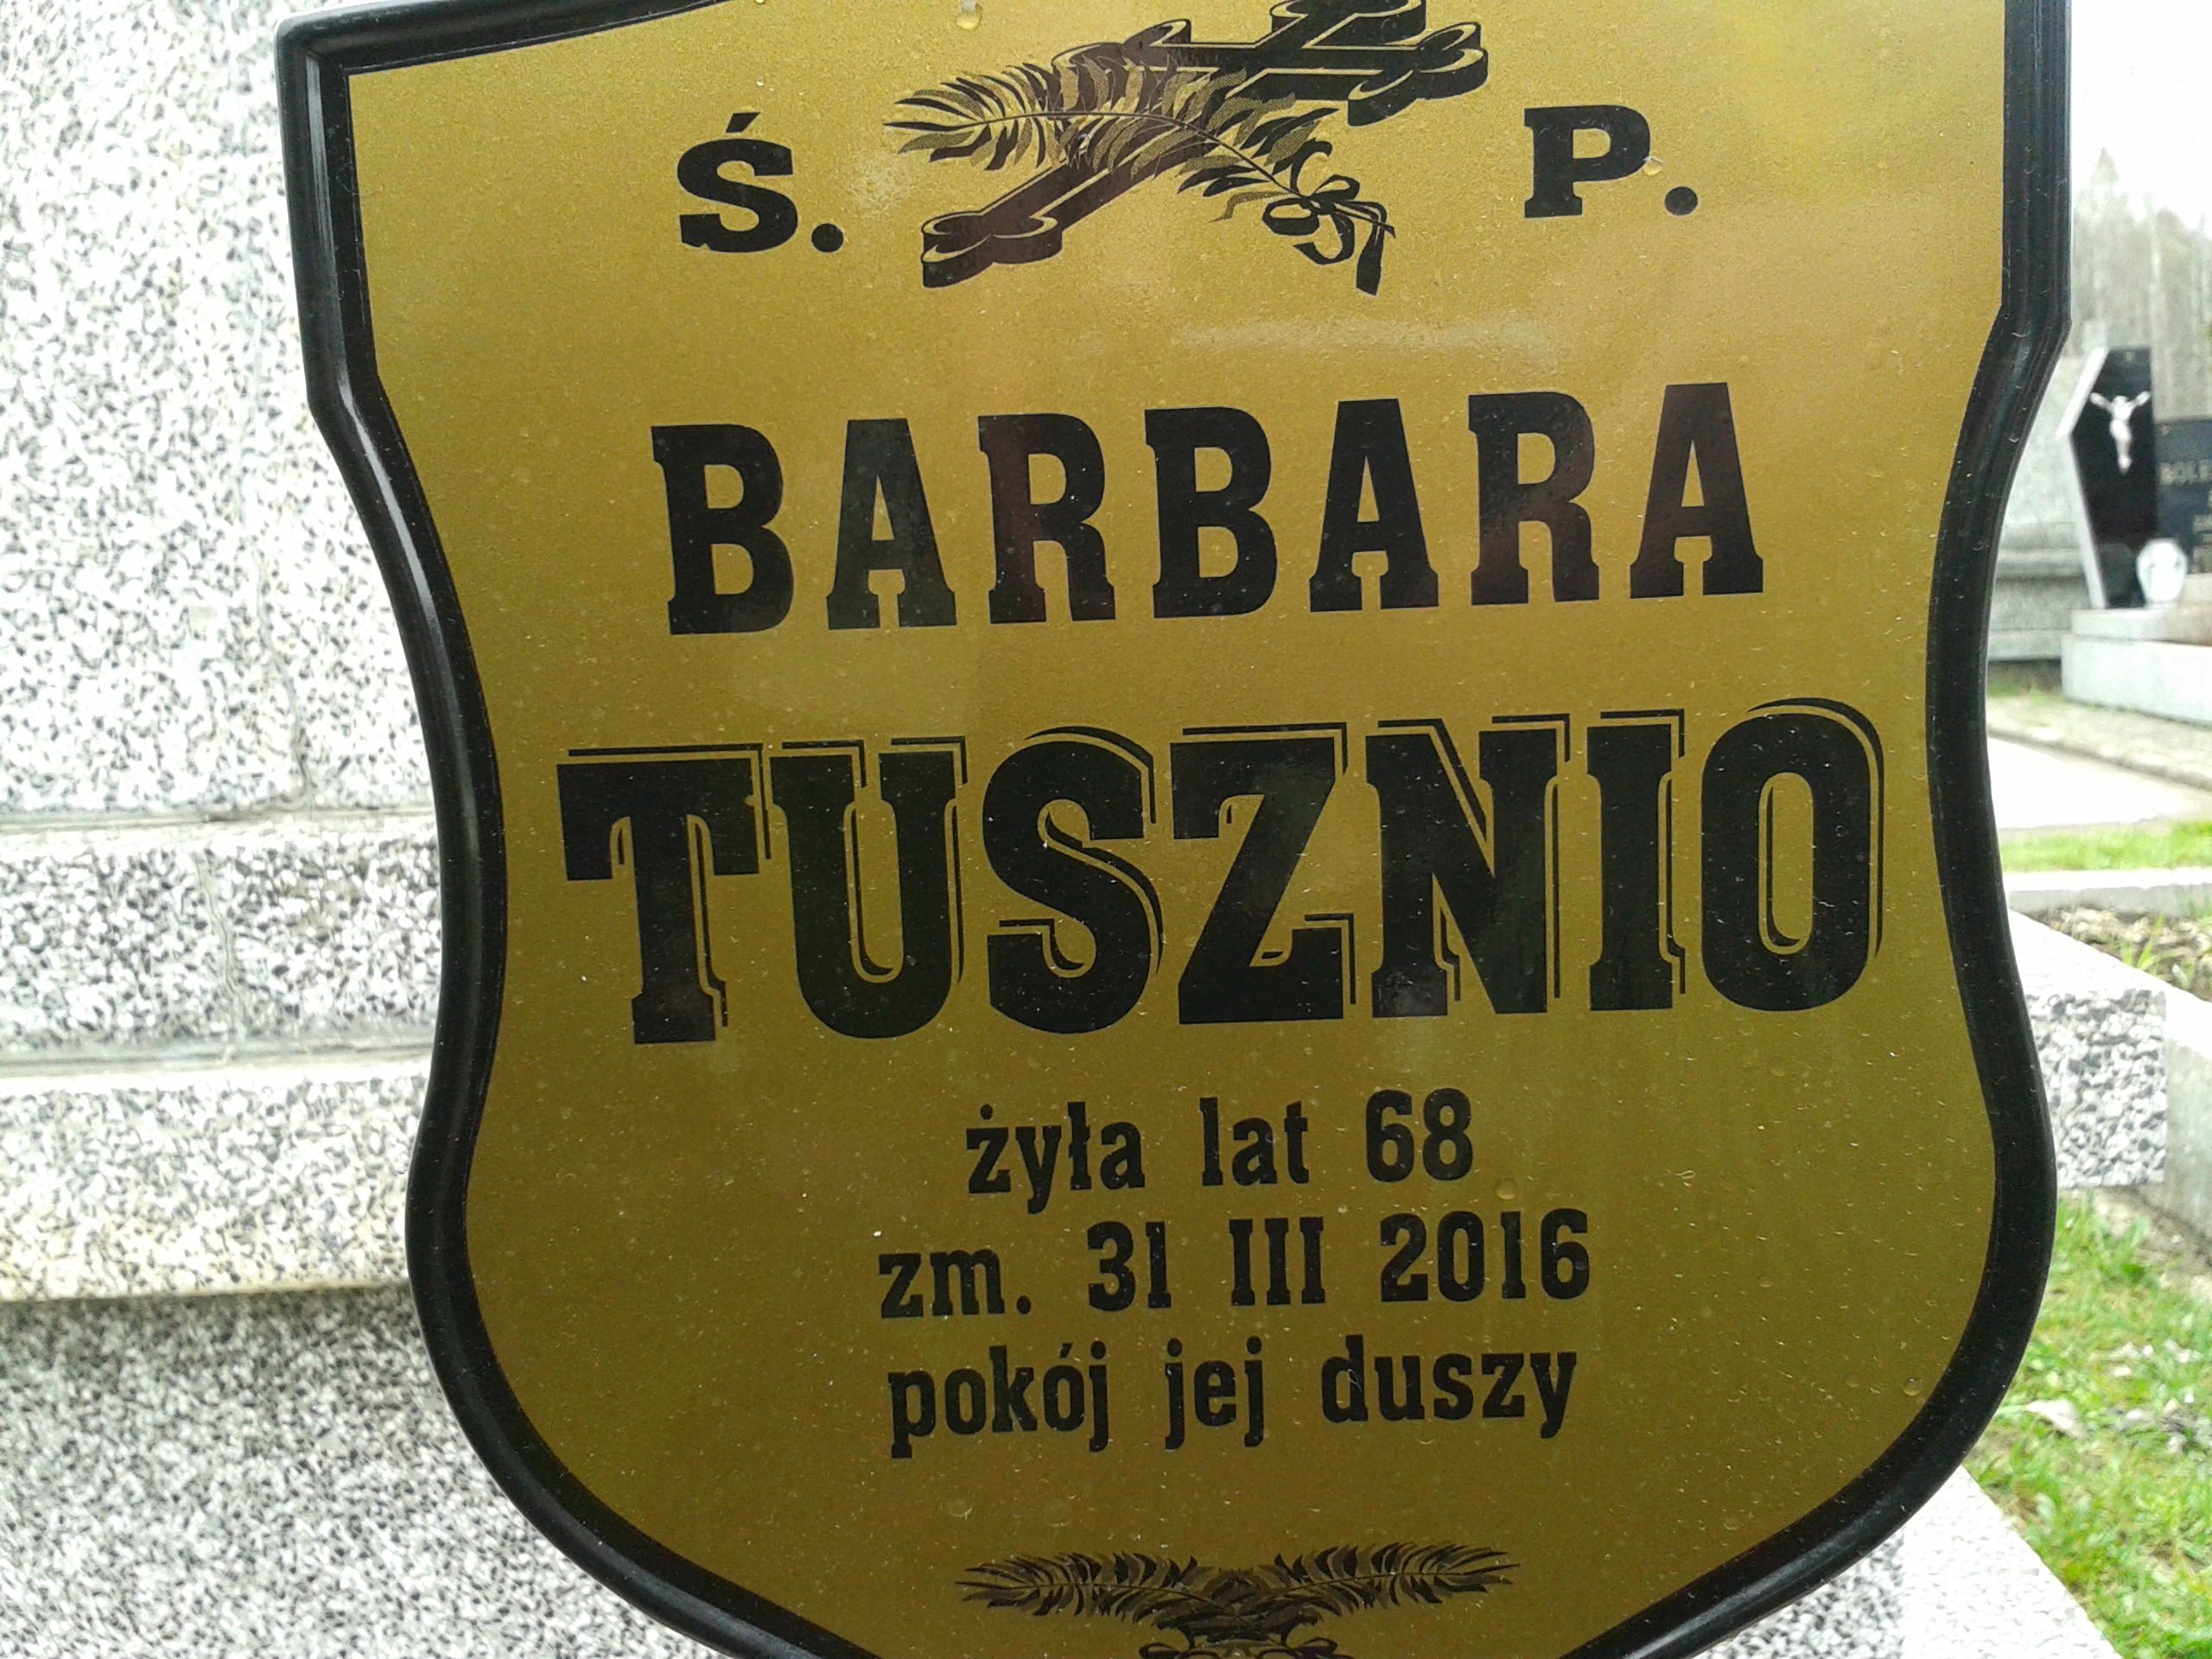 Ś. P.
BARBARA
TUSZNIO
żyła lat 68
zm. 31 III 2016
pokój jej duszy